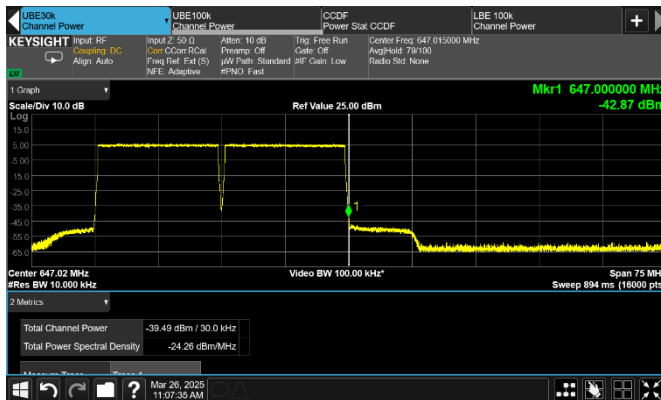 UBE30k
Channel Power
UBE100k
Channel Power
CCDF
Power Stat CCDF
LBE 100k
Channel Power
KEYSIGHT
Input: RF
Coupling: DC
Align: Auto
Input Z: 50 Ω
Corr CCorr RCal
Freq Ref: Ext (S)
NFE: Adaptive
Atten: 10 dB
Preamp: Off
µW Path: Standard
#PNO: Fast
Trig: Free Run
Gate: Off
#IF Gain: Low
Center Freq: 647.015000 MHz
Avg|Hold: 79/100
Radio Std: None
1 Graph
Mkr1 647.000000 MHz
Scale/Div 10.0 dB
Ref Value 25.00 dBm
-42.87 dBm
Log
15.0
5.00
-5.00
-15.0
-25.0
-35.0
-45.0
-55.0
-65.0
1
Center 647.02 MHz
Video BW 100.00 kHz*
Span 75 MH
#Res BW 10.000 kHz
Sweep 894 ms (16000 pts
2 Metrics
Total Channel Power
-39.49 dBm / 30.0 kHz
Total Power Spectral Density
-24.26 dBm/MHz
Measure Trace
Trace 1
Mar 26, 2025
11:07:35 AM